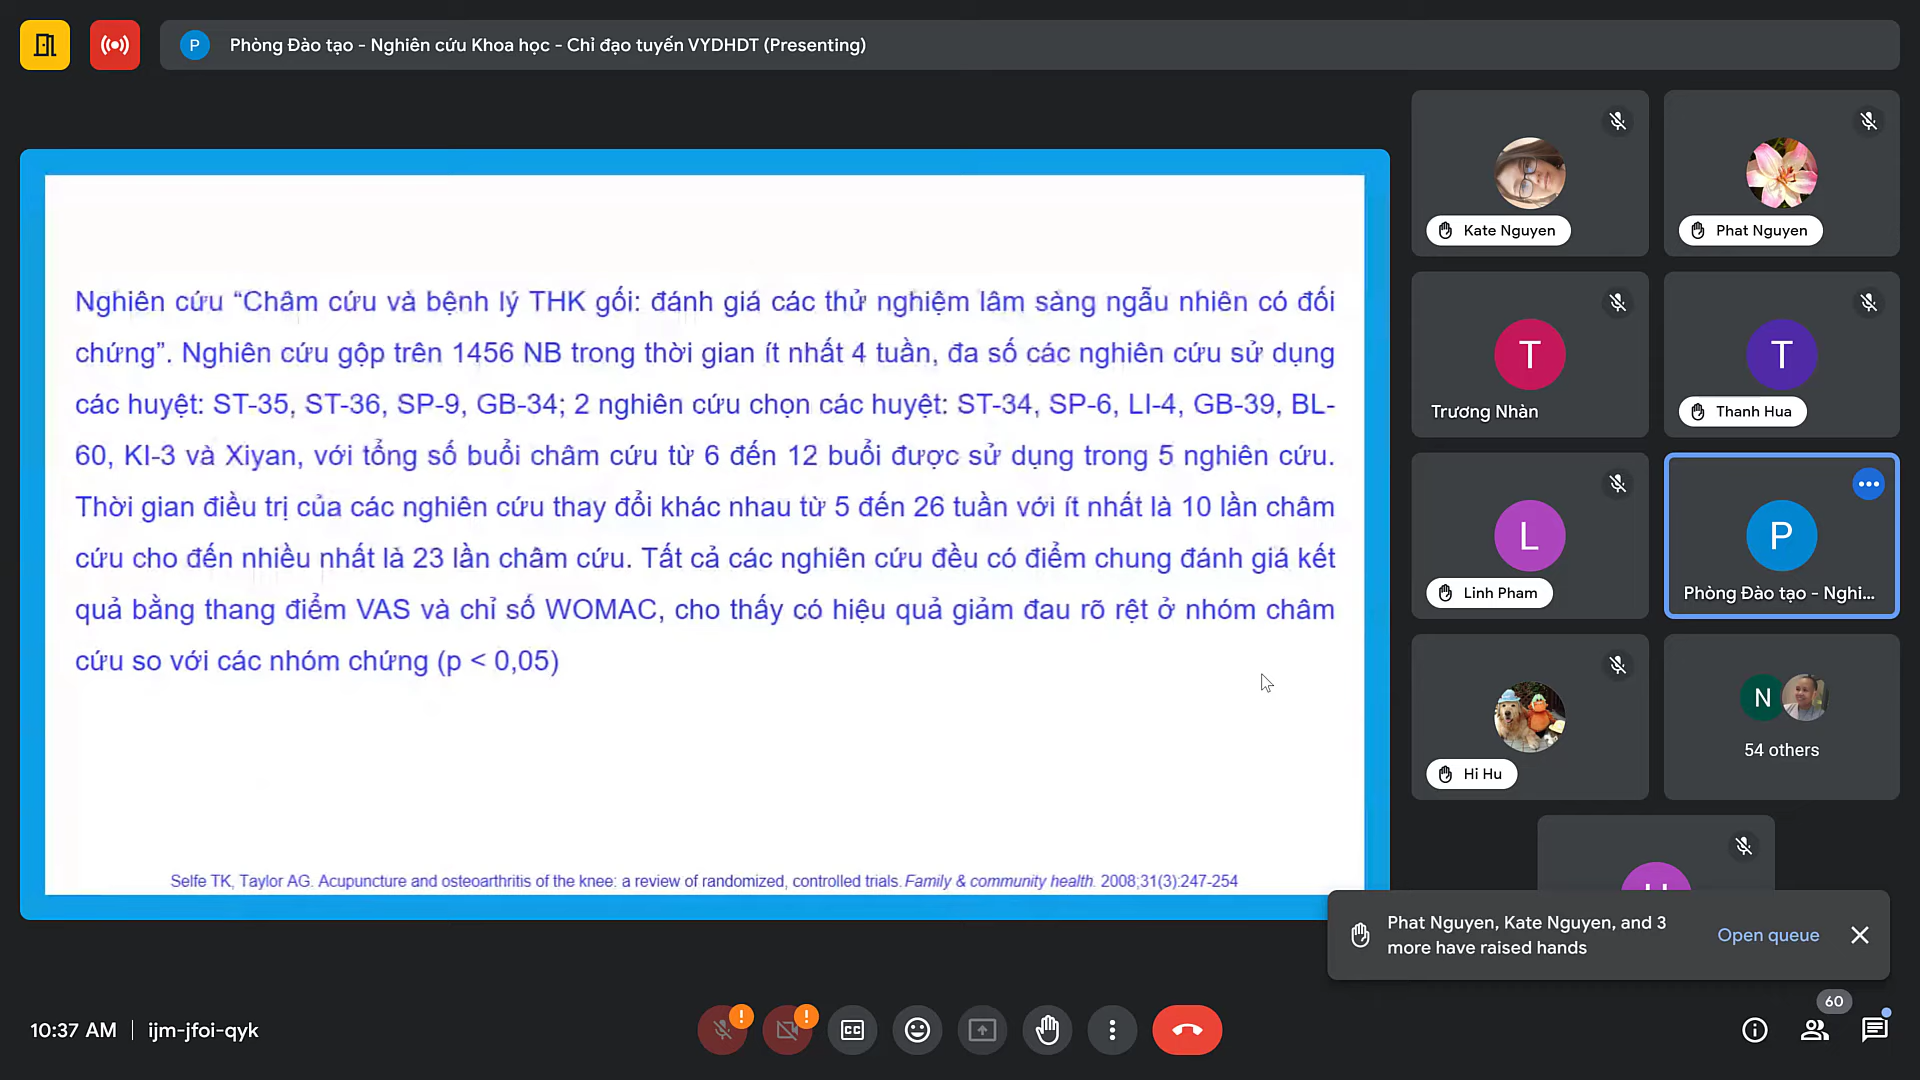 P Phòng Đào tạo - Nghiên cứu Khoa học - Chỉ đạo tuyến VYDHDT (Presenting)
Nghiên cứu “Châm cứu và bệnh lý THK gối: đánh giá các thử nghiệm lâm sàng ngẫu nhiên có đối
chứng”. Nghiên cứu gộp trên 1456 NB trong thời gian ít nhất 4 tuần, đa số các nghiên cứu sử dụng
các huyệt: ST-35, ST-36, SP-9, GB-34; 2 nghiên cứu chọn các huyệt: ST-34, SP-6, LI-4, GB-39, BL-
60, KI-3 và Xiyan, với tổng số buổi châm cứu từ 6 đến 12 buổi được sử dụng trong 5 nghiên cứu.
Thời gian điều trị của các nghiên cứu thay đổi khác nhau từ 5 đến 26 tuần với ít nhất là 10 lần châm
cứu cho đến nhiều nhất là 23 lần châm cứu. Tất cả các nghiên cứu đều có điểm chung đánh giá kết
quả bằng thang điểm VAS và chỉ số WOMAC, cho thấy có hiệu quả giảm đau rõ rệt ở nhóm châm
cứu so với các nhóm chứng (p < 0,05)
Selfe TK, Taylor AG. Acupuncture and osteoarthritis of the knee: a review of randomized, controlled trials. Family & community health. 2008;31(3):247-254
Kate Nguyen
Phat Nguyen
T
Trương Nhàn
T
Thanh Hua
L
Linh Pham
P
Phòng Đào tạo - Nghi...
Hi Hu
N
54 others
Phat Nguyen, Kate Nguyen, and 3
more have raised hands
Open queue
10:37 AM
ijm-jfoi-qyk
CC
60